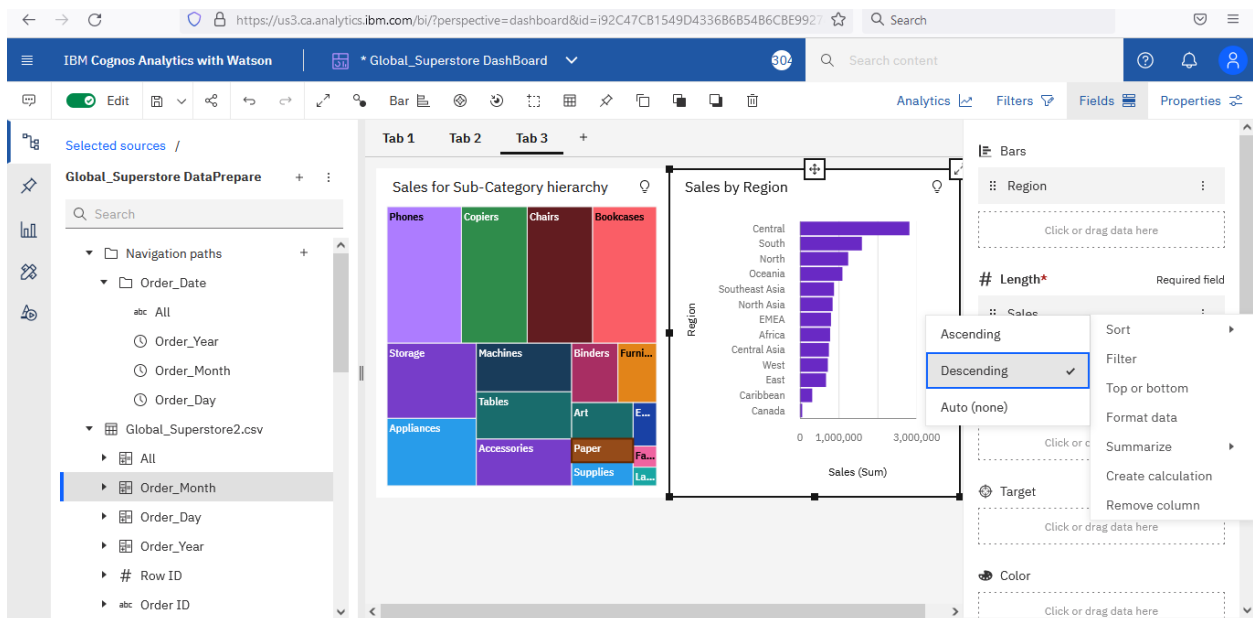 https://us3.ca.analytics.ibm.com/bi/?perspective=dashboard&id=i92C47CB1549D4336B6B54B6CBE9927
Search
IBM Cognos Analytics with Watson
* Global_Superstore DashBoard
304
Search content
Edit
Bar
Analytics
Filters
Fields
Properties
Selected sources /
Global_Superstore DataPrepare
Search
Navigation paths
Order_Date
abc All
Order_Year
Order_Month
Order_Day
Global_Superstore2.csv
All
Order_Month
Order_Day
Order_Year
# Row ID
abc Order ID
Tab 1
Tab 2
Tab 3
+
Sales for Sub-Category hierarchy
Phones
Copiers
Chairs
Bookcases
Storage
Machines
Binders
Furni...
Tables
Art
E...
Appliances
Accessories
Paper
Fa...
Supplies
La...
Sales by Region
Region
Central
South
North
Oceania
Southeast Asia
North Asia
EMEA
Africa
Central Asia
West
East
Caribbean
Canada
0 1,000,000 3,000,000
Sales (Sum)
Bars
Region
Click or drag data here
# Length* Required field
Sales
Ascending
Descending
Auto (none)
Sort
Filter
Top or bottom
Format data
Summarize
Create calculation
Remove column
Click or
Target
Click or drag data here
Color
Click or drag data here